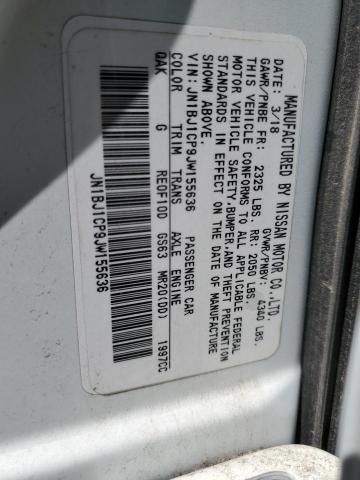 MANUFACTURED BY NISSAN MOTOR CO.,LTD.
DATE: 3/18 GVWR/PNBV: 4340 LBS.
GAWR/PNBE FR: 2325 LBS. RR: 2050 LBS.
THIS VEHICLE CONFORMS TO ALL APPLICABLE FEDERAL
MOTOR VEHICLE SAFETY,BUMPER,AND THEFT PREVENTION
STANDARDS IN EFFECT ON THE DATE OF MANUFACTURE
SHOWN ABOVE.
VIN: JN1BJ1CP9JW155636 PASSENGER CAR
COLOR TRIM TRANS AXLE ENGINE
QAK G RE0F10D GS63 MR20(DD) 1997CC
JN1BJ1CP9JW155636